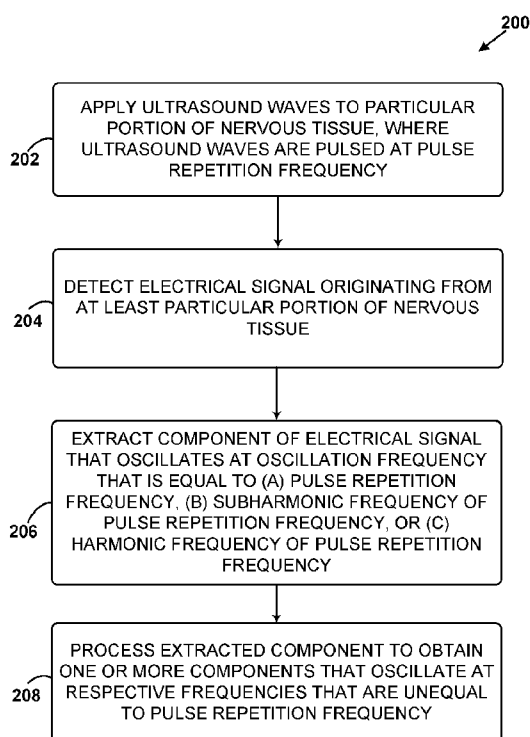 200
APPLY ULTRASOUND WAVES TO PARTICULAR
PORTION OF NERVOUS TISSUE, WHERE
ULTRASOUND WAVES ARE PULSED AT PULSE
REPETITION FREQUENCY
202
DETECT ELECTRICAL SIGNAL ORIGINATING FROM
AT LEAST PARTICULAR PORTION OF NERVOUS
TISSUE
204
EXTRACT COMPONENT OF ELECTRICAL SIGNAL
THAT OSCILLATES AT OSCILLATION FREQUENCY
THAT IS EQUAL TO (A) PULSE REPETITION
FREQUENCY, (B) SUBHARMONIC FREQUENCY OF
PULSE REPETITION FREQUENCY, OR (C)
HARMONIC FREQUENCY OF PULSE REPETITION
FREQUENCY
206
PROCESS EXTRACTED COMPONENT TO OBTAIN
ONE OR MORE COMPONENTS THAT OSCILLATE AT
RESPECTIVE FREQUENCIES THAT ARE UNEQUAL
TO PULSE REPETITION FREQUENCY
208